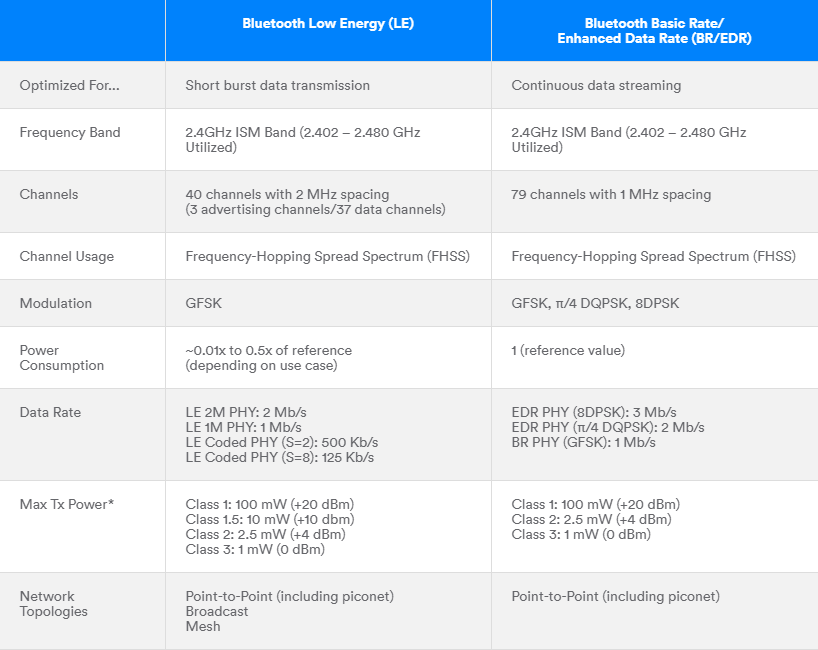 Bluetooth Low Energy (LE)
Bluetooth Basic Rate/
Enhanced Data Rate (BR/EDR)
Optimized For...
Short burst data transmission
Continuous data streaming
Frequency Band
2.4GHz ISM Band (2.402 – 2.480 GHz
Utilized)
2.4GHz ISM Band (2.402 – 2.480 GHz
Utilized)
Channels
40 channels with 2 MHz spacing
(3 advertising channels/37 data channels)
79 channels with 1 MHz spacing
Channel Usage
Frequency-Hopping Spread Spectrum (FHSS)
Frequency-Hopping Spread Spectrum (FHSS)
Modulation
GFSK
GFSK, π/4 DQPSK, 8DPSK
Power
Consumption
~0.01x to 0.5x of reference
(depending on use case)
1 (reference value)
Data Rate
LE 2M PHY: 2 Mb/s
LE 1M PHY: 1 Mb/s
LE Coded PHY (S=2): 500 Kb/s
LE Coded PHY (S=8): 125 Kb/s
EDR PHY (8DPSK): 3 Mb/s
EDR PHY (π/4 DQPSK): 2 Mb/s
BR PHY (GFSK): 1 Mb/s
Max Tx Power*
Class 1: 100 mW (+20 dBm)
Class 1.5: 10 mW (+10 dbm)
Class 2: 2.5 mW (+4 dBm)
Class 3: 1 mW (0 dBm)
Class 1: 100 mW (+20 dBm)
Class 2: 2.5 mW (+4 dBm)
Class 3: 1 mW (0 dBm)
Network
Topologies
Point-to-Point (including piconet)
Broadcast
Mesh
Point-to-Point (including piconet)